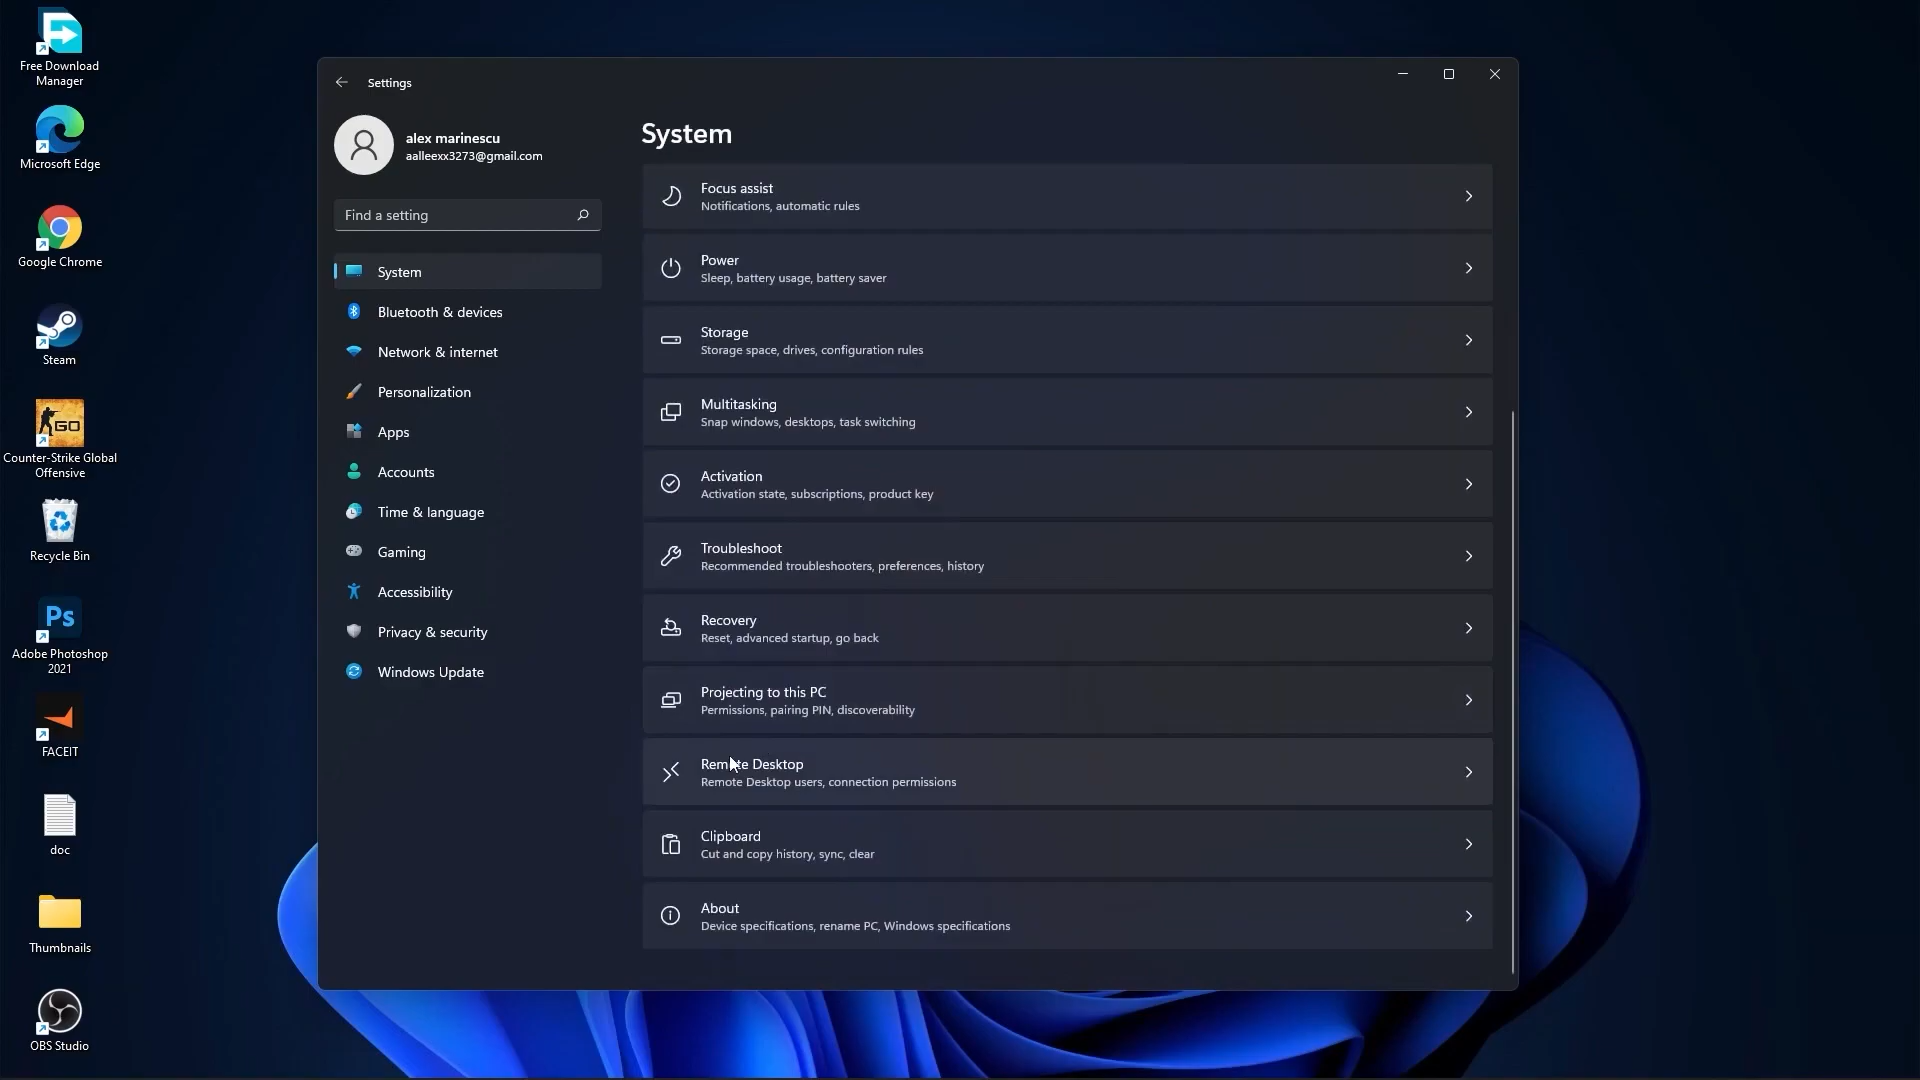 Free Download
Manager
Microsoft Edge
Google Chrome
Steam
GO
Counter-Strike Global
Offensive
Recycle Bin
Ps
Adobe Photoshop
2021
FACEIT
doc
Thumbnails
OBS Studio
Settings
alex marinescu
aalleexx3273@gmail.com
Find a setting
System
Bluetooth & devices
Network & internet
Personalization
Apps
Accounts
Time & language
Gaming
Accessibility
Privacy & security
Windows Update
System
Focus assist
Notifications, automatic rules
Power
Sleep, battery usage, battery saver
Storage
Storage space, drives, configuration rules
Multitasking
Snap windows, desktops, task switching
Activation
Activation state, subscriptions, product key
Troubleshoot
Recommended troubleshooters, preferences, history
Recovery
Reset, advanced startup, go back
Projecting to this PC
Permissions, pairing PIN, discoverability
Remote Desktop
Remote Desktop users, connection permissions
Clipboard
Cut and copy history, sync, clear
About
Device specifications, rename PC, Windows specifications